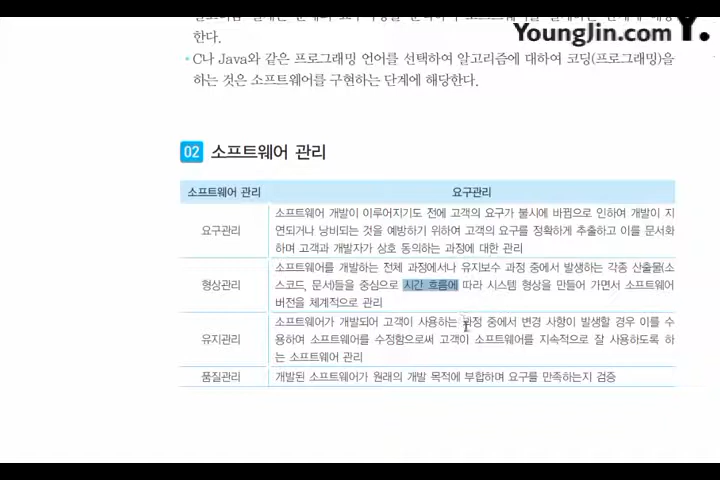 YoungJin.com Y.
한다.
• C나 Java와 같은 프로그래밍 언어를 선택하여 알고리즘에 대하여 코딩(프로그래밍)을
하는 것은 소프트웨어를 구현하는 단계에 해당한다.
02 소프트웨어 관리
소프트웨어 관리 요구관리
요구관리
소프트웨어 개발이 이루어지기도 전에 고객의 요구가 불시에 바뀜으로 인하여 개발이 지
연되거나 낭비되는 것을 예방하기 위하여 고객의 요구를 정확하게 추출하고 이를 문서화
하며 고객과 개발자가 상호 동의하는 과정에 대한 관리
형상관리
소프트웨어를 개발하는 전체 과정에서나 유지보수 과정 중에서 발생하는 각종 산출물(소
스코드, 문서)들을 중심으로 시간 흐름에 따라 시스템 형상을 만들어 가면서 소프트웨어
버전을 체계적으로 관리
유지관리
소프트웨어가 개발되어 고객이 사용하는 과정 중에서 변경 사항이 발생할 경우 이를 수
용하여 소프트웨어를 수정함으로써 고객이 소프트웨어를 지속적으로 잘 사용하도록 하
는 소프트웨어 관리
품질관리
개발된 소프트웨어가 원래의 개발 목적에 부합하며 요구를 만족하는지 검증